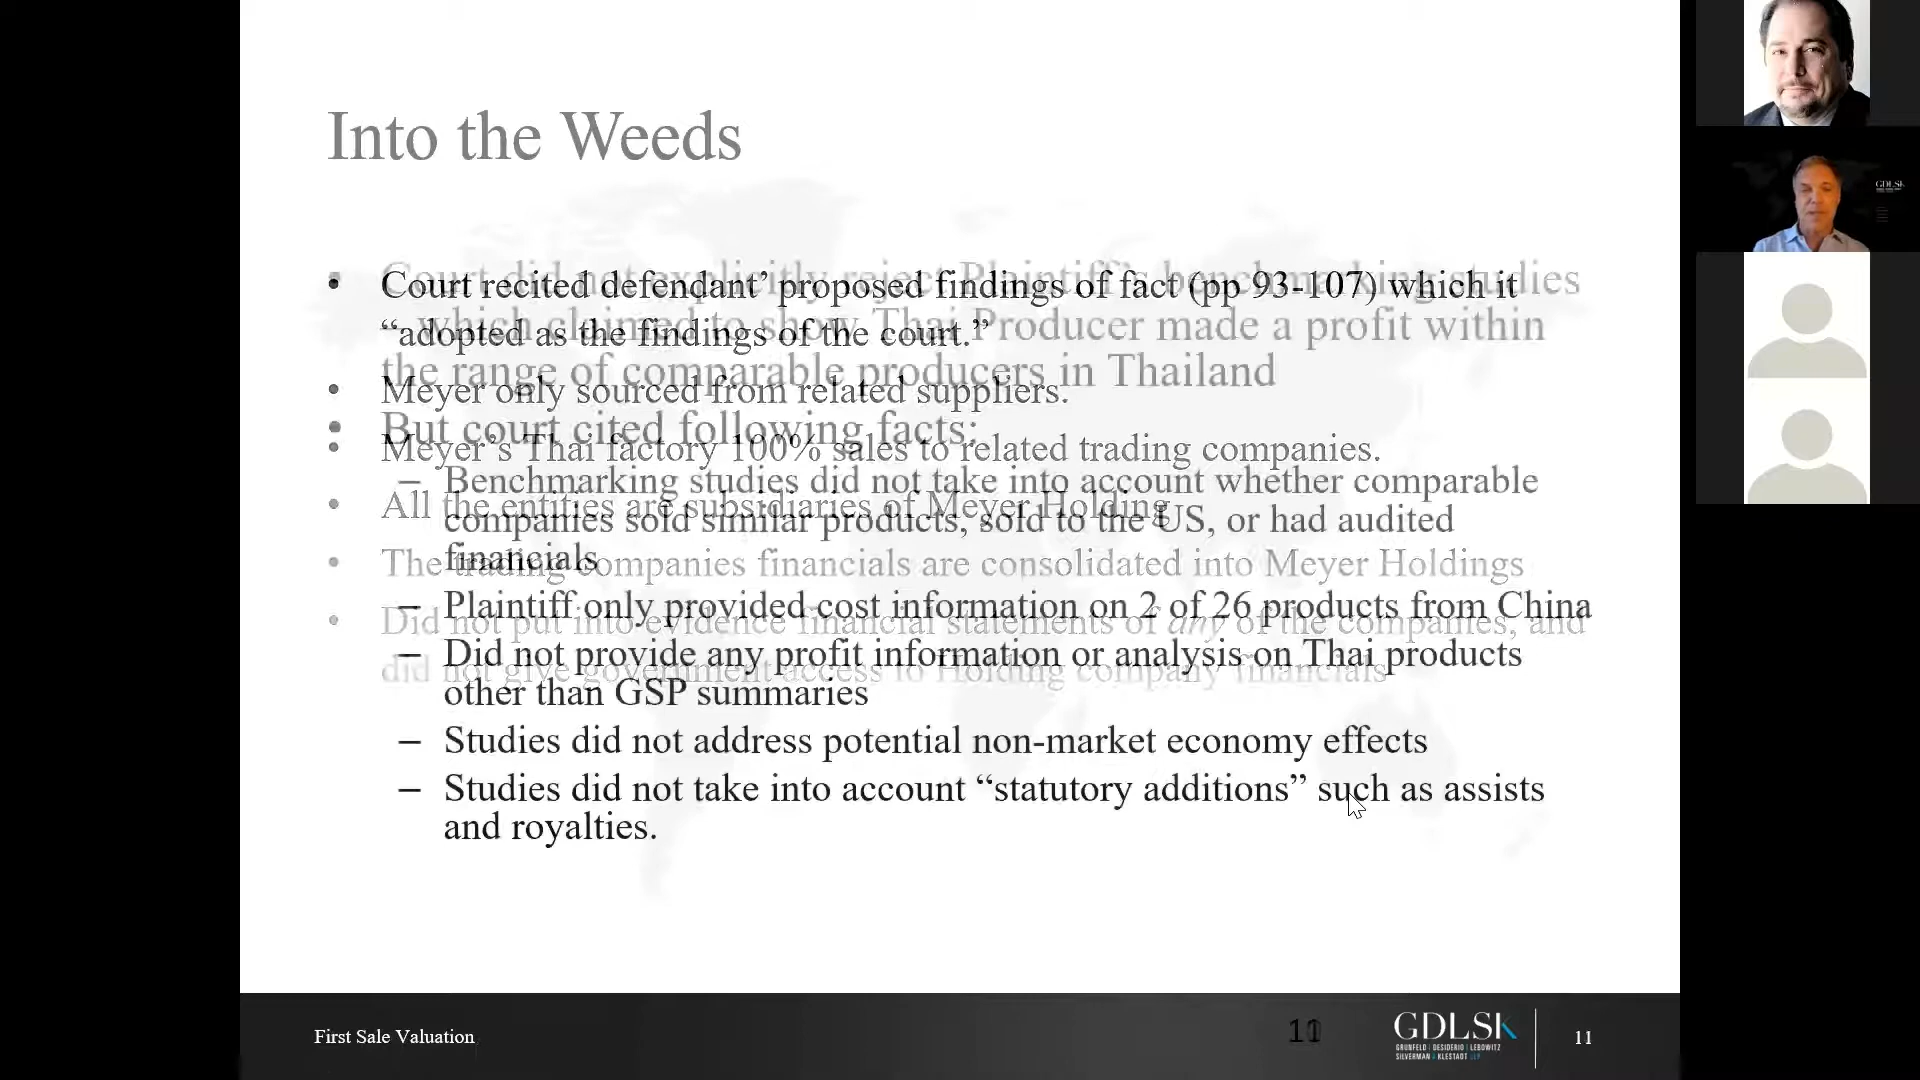 Into the Weeds
• Court recited defendant’ proposed findings of fact (pp 93-107) which it
“adopted as the findings of the court.”
• Meyer only sourced from related suppliers.
• Meyer’s Thai factory 100% sales to related trading companies.
• All the entities are subsidiaries of Meyer Holding
• The trading companies financials are consolidated into Meyer Holdings
• Did not put into evidence financial statements of any of the companies, and
did not give government access to Holding company financials
• Court did not explicitly reject Plaintiff’s benchmarking studies
which claimed to show Thai Producer made a profit within
the range of comparable producers in Thailand
• But court cited following facts:
– Benchmarking studies did not take into account whether comparable
companies sold similar products, sold to the US, or had audited
financials
– Plaintiff only provided cost information on 2 of 26 products from China
– Did not provide any profit information or analysis on Thai products
other than GSP summaries
– Studies did not address potential non-market economy effects
– Studies did not take into account “statutory additions” such as assists
and royalties.
First Sale Valuation
GDLSK
GRUNFELD | DESIDERIO | LEBOWITZ
SILVERMAN & KLESTADT LLP
11
GDLSK